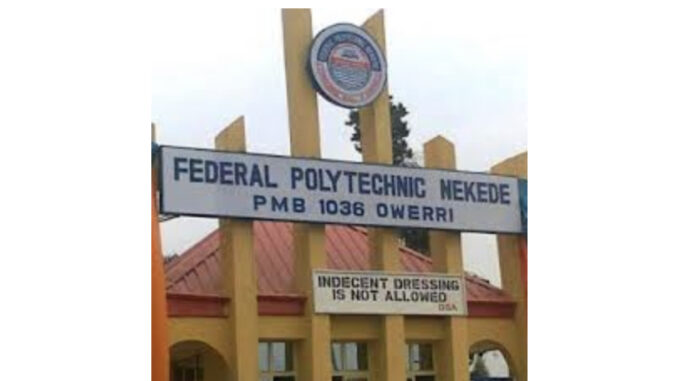 FEDERAL POLYTECHNIC NEKEDE
PMB 1036 OWERRI
INDECENT DRESSING
IS NOT ALLOWED